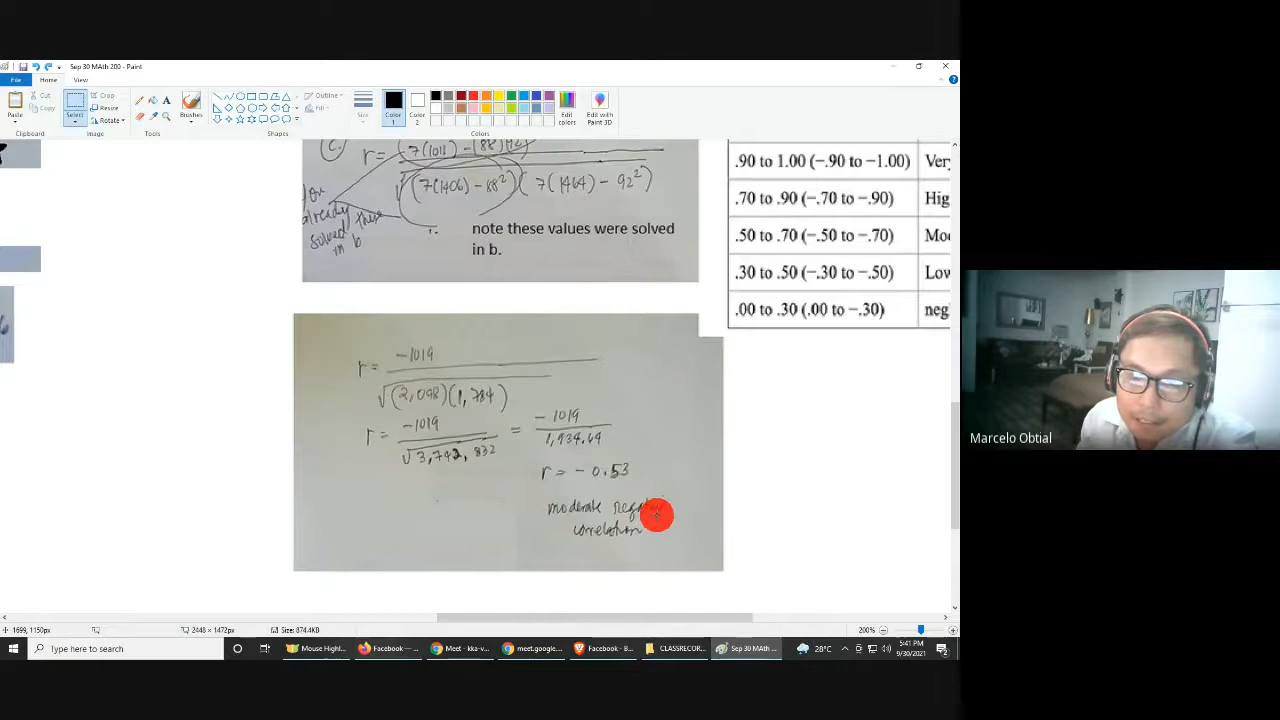 Sep 30 MAth 200 - Paint
File
Home
View
Paste
Cut
Copy
Clipboard
Select
Crop
Resize
Rotate
Image
Tools
Brushes
Outline
Fill
Shapes
Size
Color 1
Color 2
Edit colors
Edit with Paint 3D
Colors
C.
r = (7(1011) - (88)(92)
√(7(1406) - 88²)(7(1464) - 92²)
You
already
solved these
in b
note these values were solved
in b.
.90 to 1.00 (−.90 to −1.00) Very
.70 to .90 (−.70 to −.90) Hig
.50 to .70 (−.50 to −.70) Mod
.30 to .50 (−.30 to −.50) Low
.00 to .30 (.00 to −.30) neg
r = -1019
√(2,098)(1,784)
r = -1019 = -1019
√3,742,832 1,934.64
r = -0.53
moderate negative
correlation
Marcelo Obtial
1699, 1150px
2448 × 1472px
Size: 874.4KB
200%
Type here to search
Mouse Highl...
Facebook — ...
Meet - kka-v...
meet.google....
Facebook - B...
CLASSRECOR...
Sep 30 MAth ...
28°C
5:41 PM
9/30/2021
2